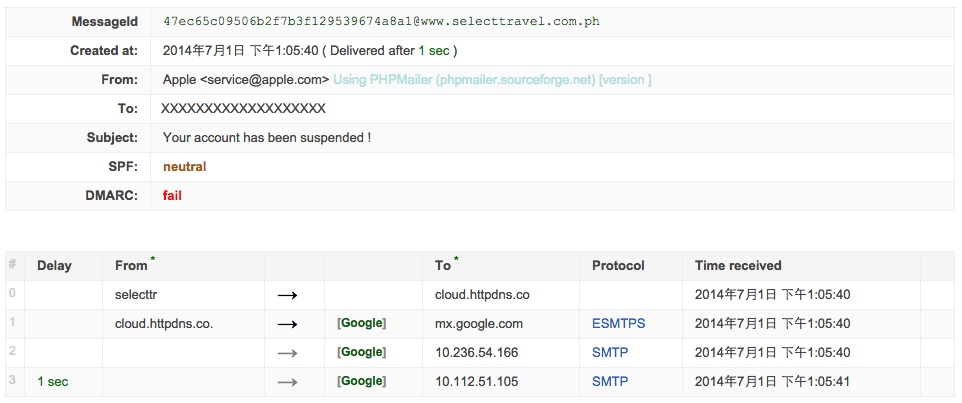 MessageId 47ec65c09506b2f7b3f129539674a8a1@www.selecttravel.com.ph
Created at: 2014年7月1日 下午1:05:40 ( Delivered after 1 sec )
From: Apple <service@apple.com> Using PHPMailer (phpmailer.sourceforge.net) [version ]
To: XXXXXXXXXXXXXXXXXXX
Subject: Your account has been suspended !
SPF: neutral
DMARC: fail
# Delay From * To * Protocol Time received
0 selecttr → cloud.httpdns.co 2014年7月1日 下午1:05:40
1 cloud.httpdns.co. → [Google] mx.google.com ESMTPS 2014年7月1日 下午1:05:40
2 → [Google] 10.236.54.166 SMTP 2014年7月1日 下午1:05:40
3 1 sec → [Google] 10.112.51.105 SMTP 2014年7月1日 下午1:05:41